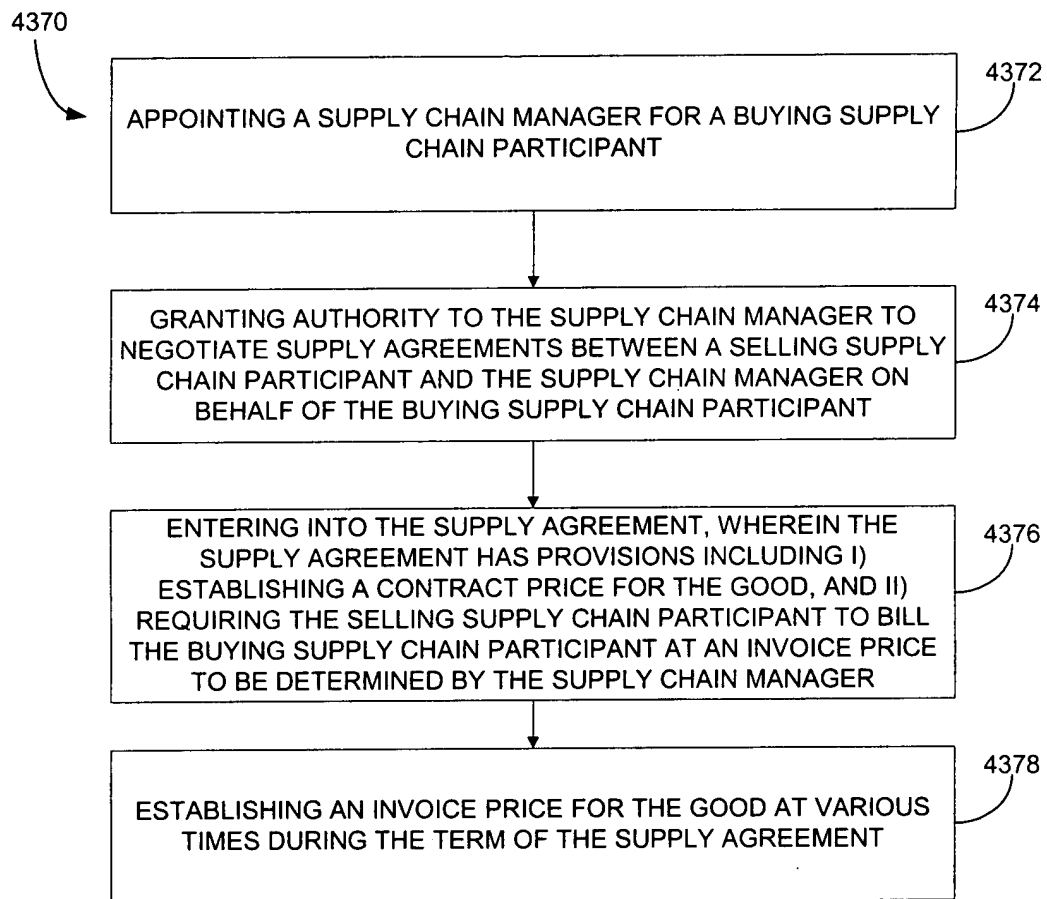 4370
4372
APPOINTING A SUPPLY CHAIN MANAGER FOR A BUYING SUPPLY
CHAIN PARTICIPANT
4374
GRANTING AUTHORITY TO THE SUPPLY CHAIN MANAGER TO
NEGOTIATE SUPPLY AGREEMENTS BETWEEN A SELLING SUPPLY
CHAIN PARTICIPANT AND THE SUPPLY CHAIN MANAGER ON
BEHALF OF THE BUYING SUPPLY CHAIN PARTICIPANT
4376
ENTERING INTO THE SUPPLY AGREEMENT, WHEREIN THE
SUPPLY AGREEMENT HAS PROVISIONS INCLUDING I)
ESTABLISHING A CONTRACT PRICE FOR THE GOOD, AND II)
REQUIRING THE SELLING SUPPLY CHAIN PARTICIPANT TO BILL
THE BUYING SUPPLY CHAIN PARTICIPANT AT AN INVOICE PRICE
TO BE DETERMINED BY THE SUPPLY CHAIN MANAGER
4378
ESTABLISHING AN INVOICE PRICE FOR THE GOOD AT VARIOUS
TIMES DURING THE TERM OF THE SUPPLY AGREEMENT